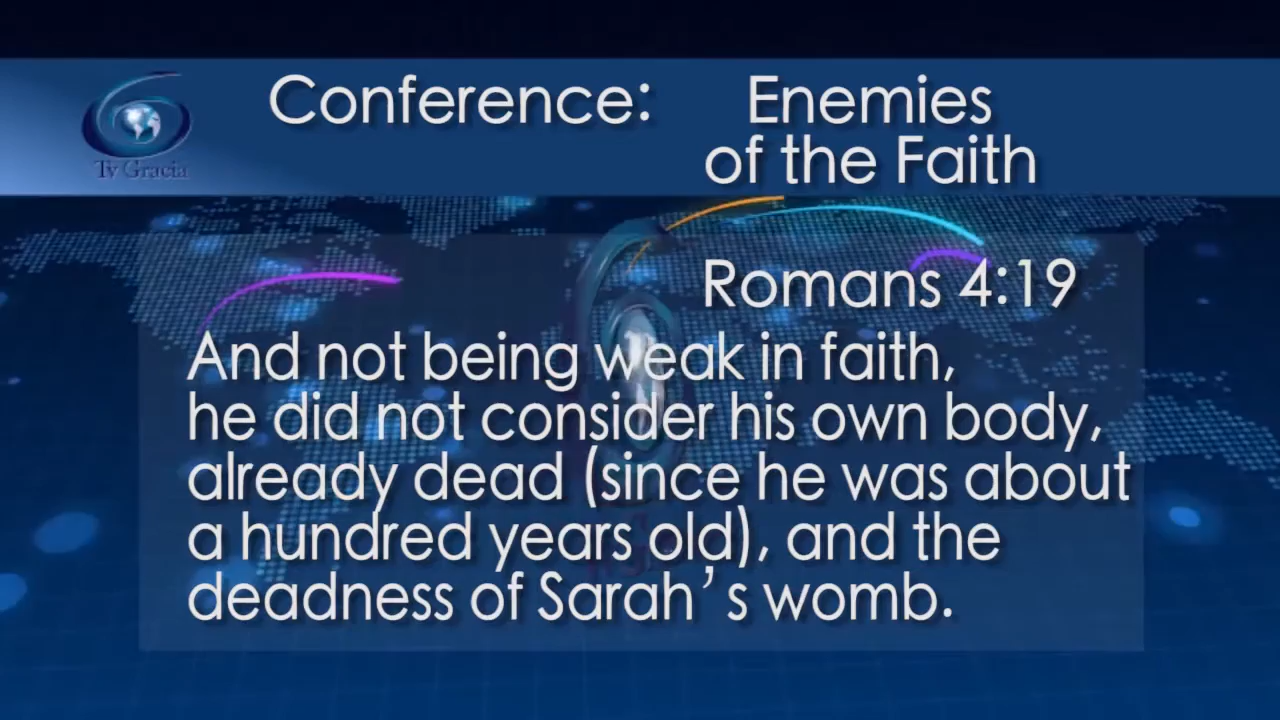 Conference: Enemies
of the Faith
Tv Gracia
Romans 4:19
And not being weak in faith,
he did not consider his own body,
already dead (since he was about
a hundred years old), and the
deadness of Sarah's womb.